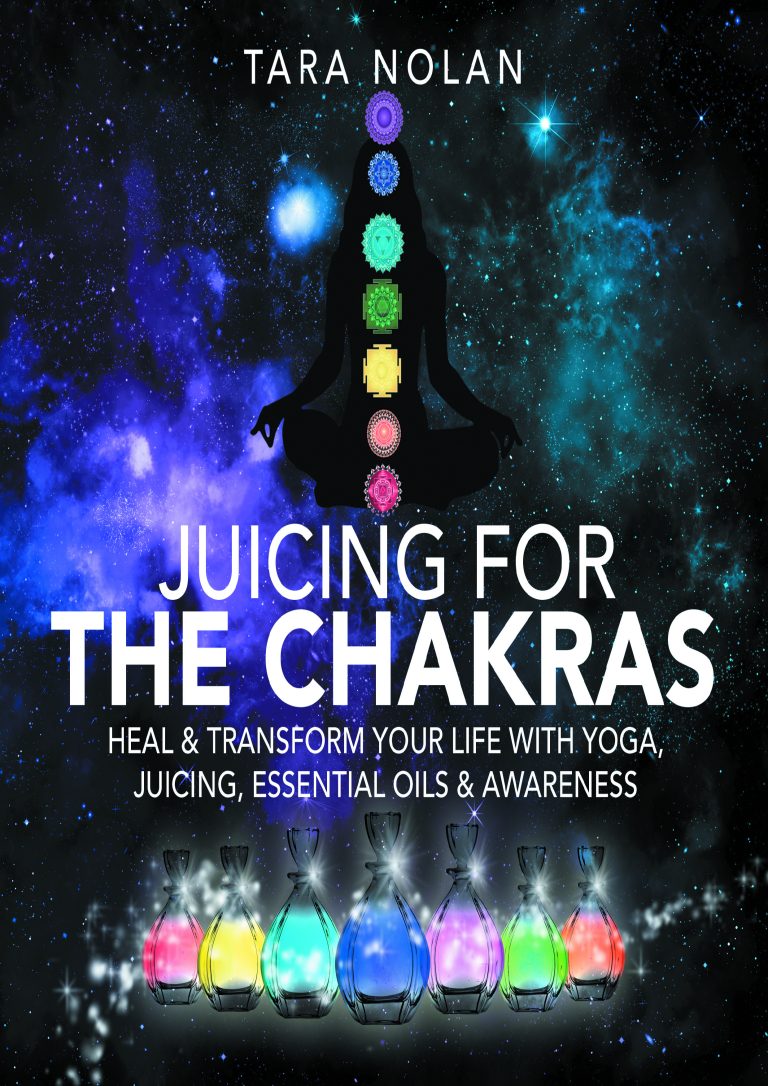 TARA NOLAN
JUICING FOR
THE CHAKRAS
HEAL & TRANSFORM YOUR LIFE WITH YOGA,
JUICING, ESSENTIAL OILS & AWARENESS